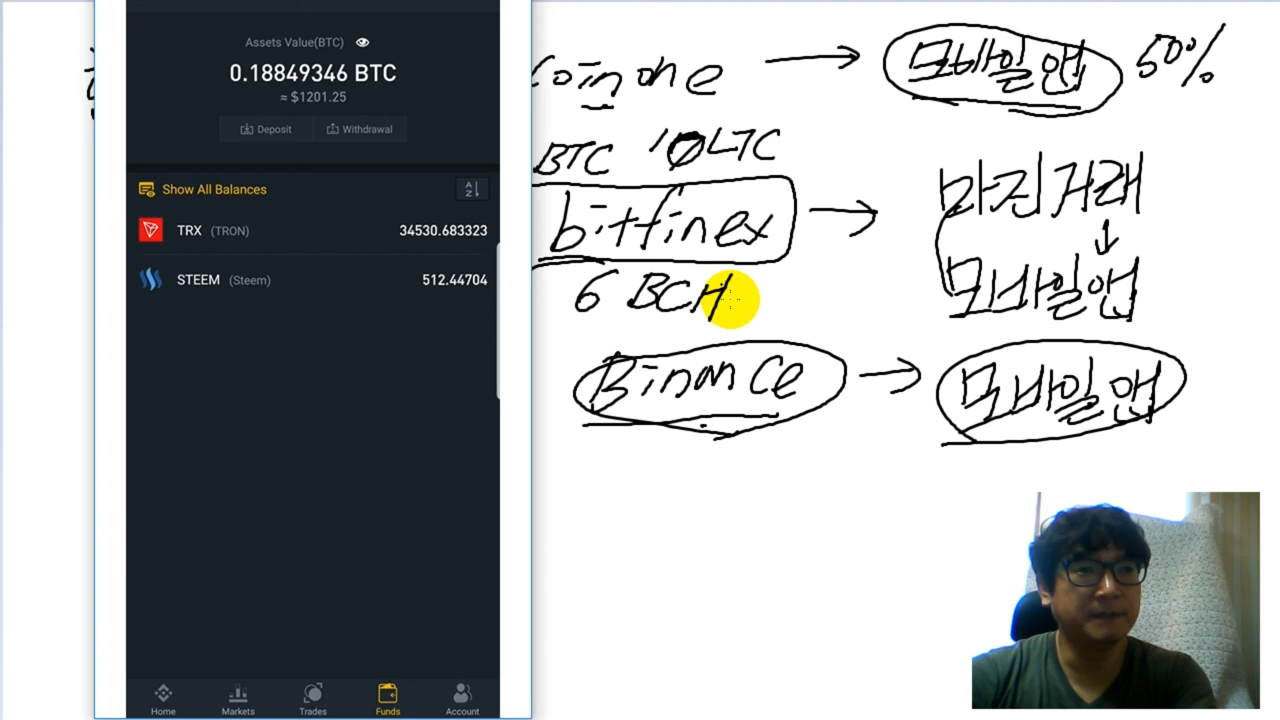 Assets Value(BTC)
0.18849346 BTC
≈ $1201.25
Deposit Withdrawal
Show All Balances
TRX (TRON) 34530.683323
STEEM (Steem) 512.44704
Home Markets Trades Funds Account
coinone → 모바일앱 50%
BTC 10 LTC
bitfinex → 마진거래
↓
6 BCH 모바일앱
Binance → 모바일앱